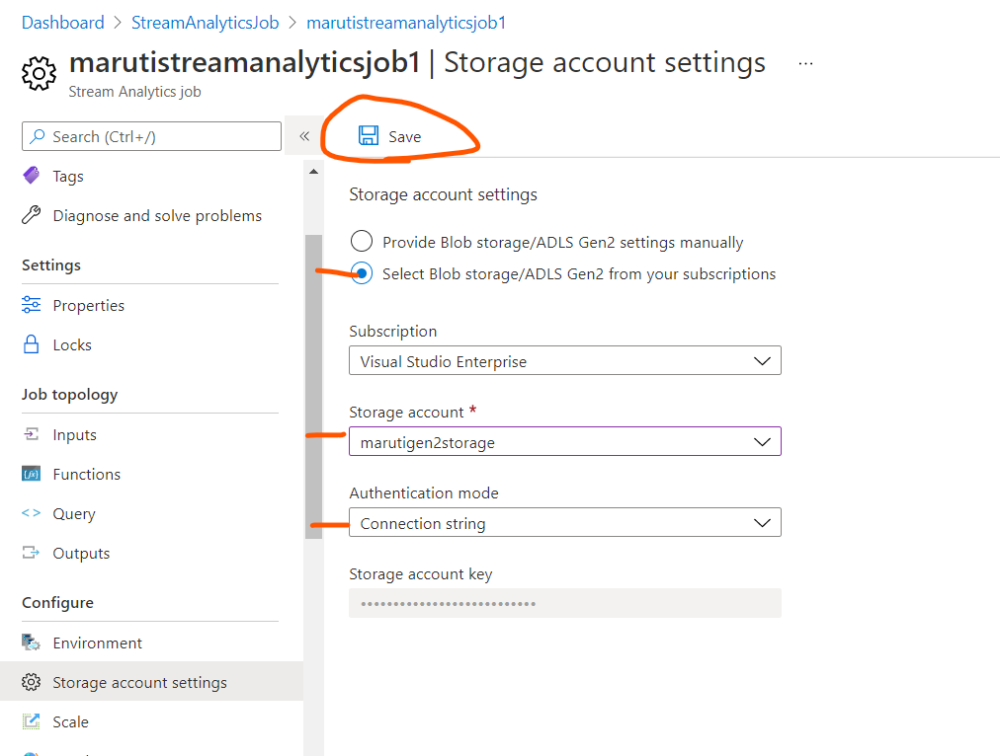 Dashboard > StreamAnalyticsJob > marutistreamanalyticsjob1
marutistreamanalyticsjob1 | Storage account settings ...
Stream Analytics job
Search (Ctrl+/)
«
Save
Tags
Diagnose and solve problems
Settings
Properties
Locks
Job topology
Inputs
Functions
Query
Outputs
Configure
Environment
Storage account settings
Scale
Storage account settings
Provide Blob storage/ADLS Gen2 settings manually
Select Blob storage/ADLS Gen2 from your subscriptions
Subscription
Visual Studio Enterprise
Storage account *
marutigen2storage
Authentication mode
Connection string
Storage account key
•••••••••••••••••••••••••••